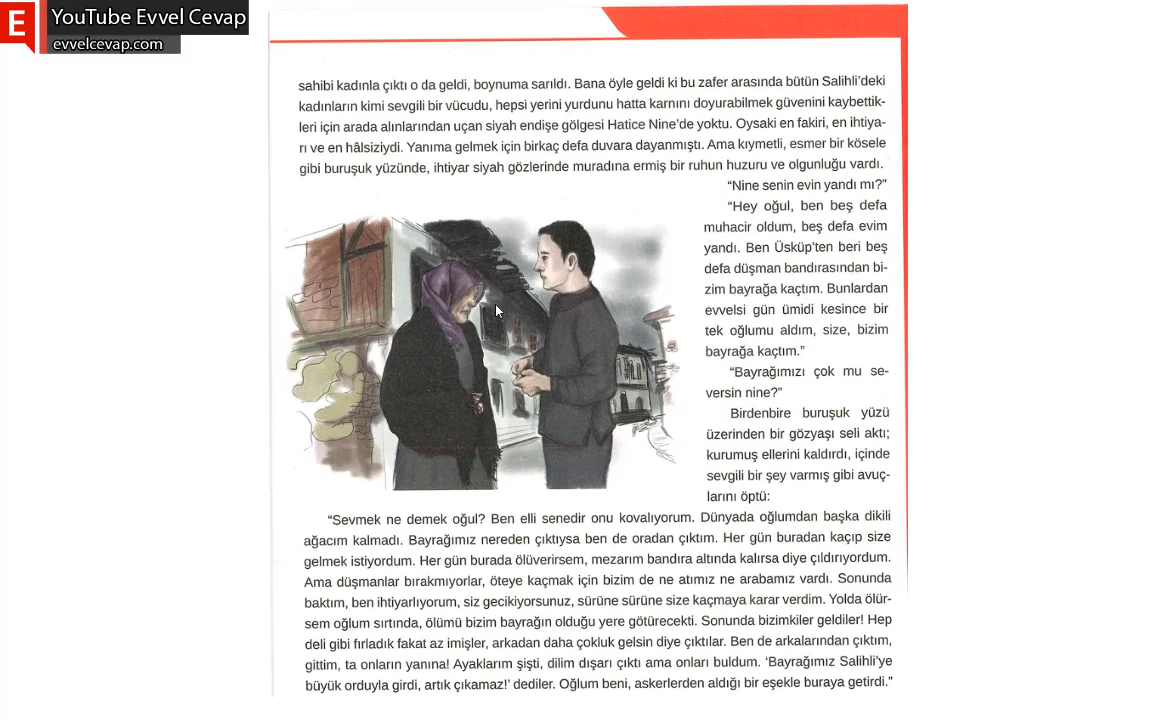 E
YouTube Evvel Cevap
evvelcevap.com
sahibi kadınla çıktı o da geldi, boynuma sarıldı. Bana öyle geldi ki bu zafer arasında bütün Salihli’deki
kadınların kimi sevgili bir vücudu, hepsi yerini yurdunu hatta karnını doyurabilmek güvenini kaybettik-
leri için arada alınlarından uçan siyah endişe gölgesi Hatice Nine’de yoktu. Oysaki en fakiri, en ihtiya-
rı ve en hâlsiziydi. Yanıma gelmek için birkaç defa duvara dayanmıştı. Ama kıymetli, esmer bir kösele
gibi buruşuk yüzünde, ihtiyar siyah gözlerinde muradına ermiş bir ruhun huzuru ve olgunluğu vardı.
“Nine senin evin yandı mı?”
“Hey oğul, ben beş defa
muhacir oldum, beş defa evim
yandı. Ben Üsküp’ten beri beş
defa düşman bandırasından bi-
zim bayrağa kaçtım. Bunlardan
evvelsi gün ümidi kesince bir
tek oğlumu aldım, size, bizim
bayrağa kaçtım.”
“Bayrağımızı çok mu se-
versin nine?”
Birdenbire buruşuk yüzü
üzerinden bir gözyaşı seli aktı;
kurumuş ellerini kaldırdı, içinde
sevgili bir şey varmış gibi avuç-
larını öptü:
“Sevmek ne demek oğul? Ben elli senedir onu kovalıyorum. Dünyada oğlumdan başka dikili
ağacım kalmadı. Bayrağımız nereden çıktıysa ben de oradan çıktım. Her gün buradan kaçıp size
gelmek istiyordum. Her gün burada ölüverirsem, mezarım bandıra altında kalırsa diye çıldırıyordum.
Ama düşmanlar bırakmıyorlar, öteye kaçmak için bizim de ne atımız ne arabamız vardı. Sonunda
baktım, ben ihtiyarlıyorum, siz gecikiyorsunuz, sürüne sürüne size kaçmaya karar verdim. Yolda ölür-
sem oğlum sırtında, ölümü bizim bayrağın olduğu yere götürecekti. Sonunda bizimkiler geldiler! Hep
deli gibi fırladık fakat az imişler, arkadan daha çokluk gelsin diye çıktılar. Ben de arkalarından çıktım,
gittim, ta onların yanına! Ayaklarım şişti, dilim dışarı çıktı ama onları buldum. ‘Bayrağımız Salihli’ye
büyük orduyla girdi, artık çıkamaz!’ dediler. Oğlum beni, askerlerden aldığı bir eşekle buraya getirdi.”